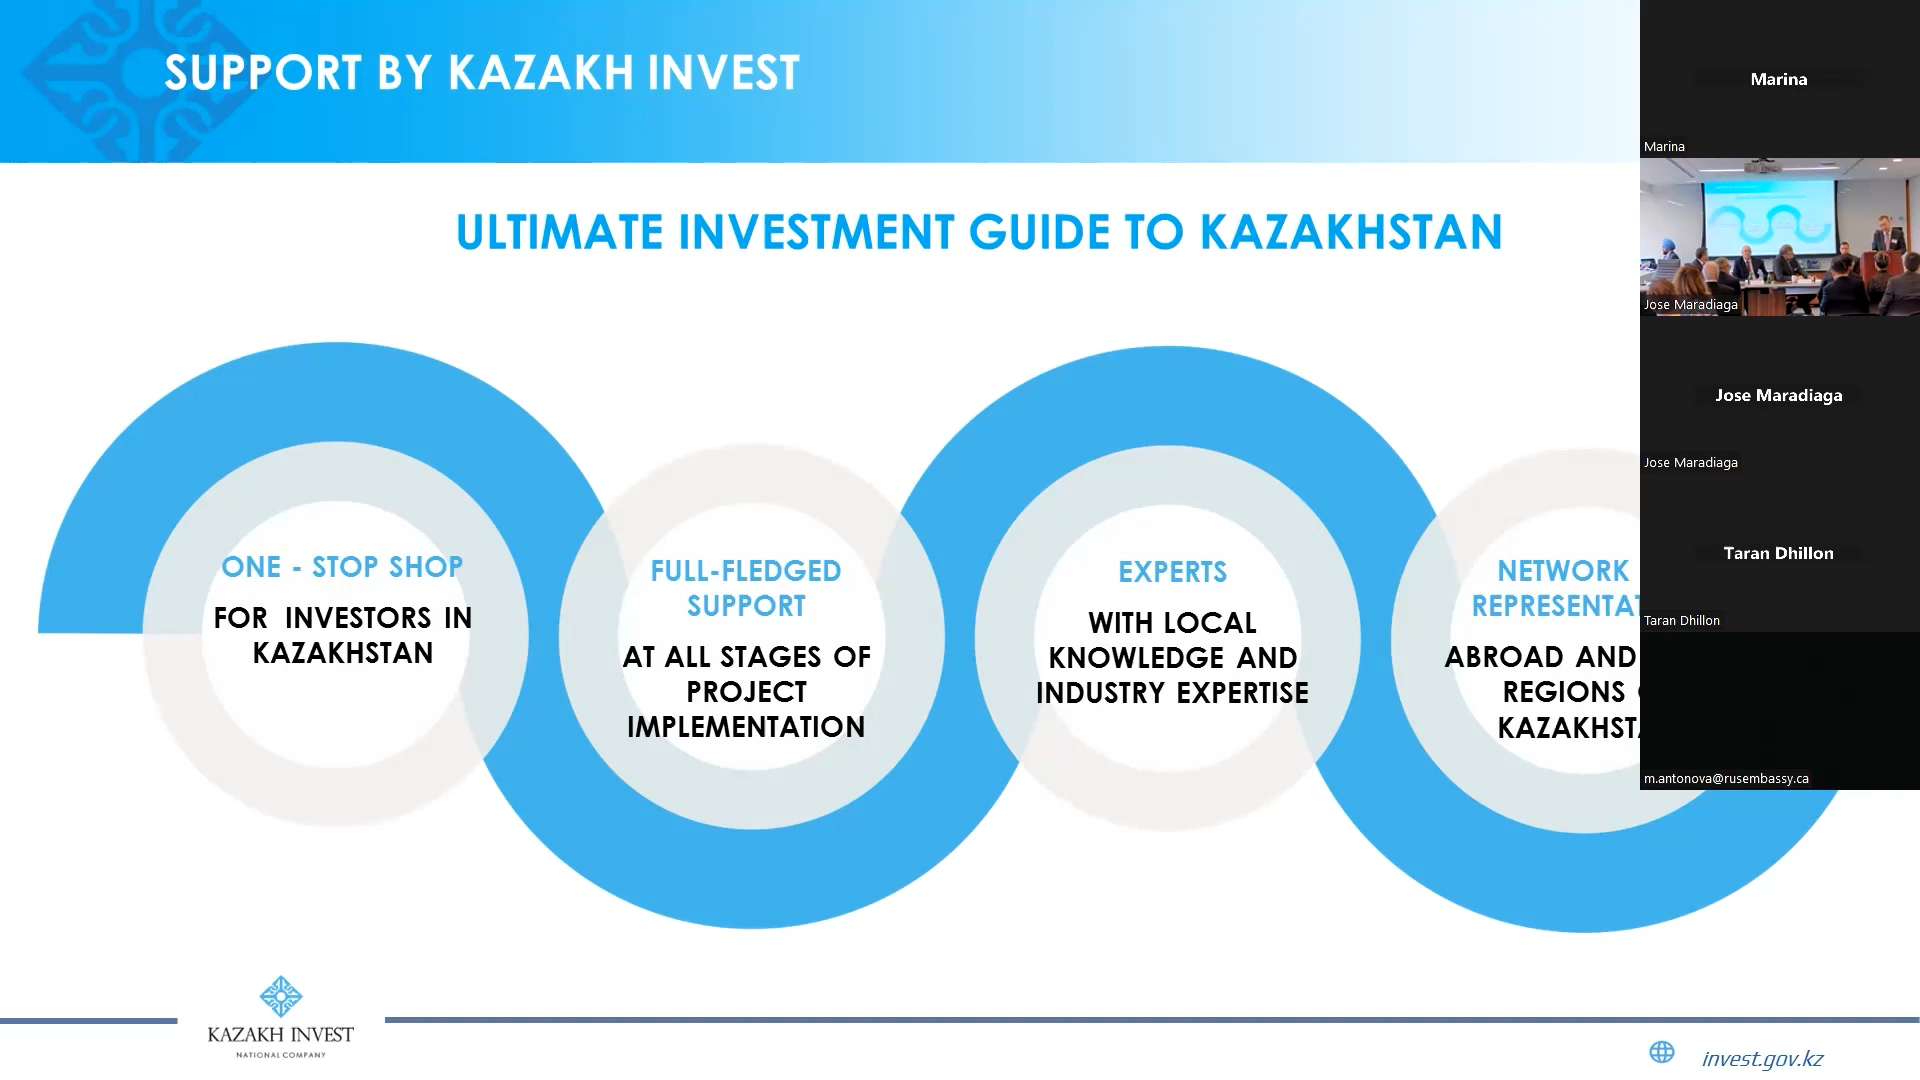 SUPPORT BY KAZAKH INVEST
ULTIMATE INVESTMENT GUIDE TO KAZAKHSTAN
ONE - STOP SHOP
FOR INVESTORS IN
KAZAKHSTAN
FULL-FLEDGED
SUPPORT
AT ALL STAGES OF
PROJECT
IMPLEMENTATION
EXPERTS
WITH LOCAL
KNOWLEDGE AND
INDUSTRY EXPERTISE
NETWORK
REPRESENTAT
ABROAD AND
REGIONS
KAZAKHST
KAZAKH INVEST
NATIONAL COMPANY
invest.gov.kz
Marina
Marina
Jose Maradiaga
Jose Maradiaga
Jose Maradiaga
Taran Dhillon
Taran Dhillon
m.antonova@rusembassy.ca